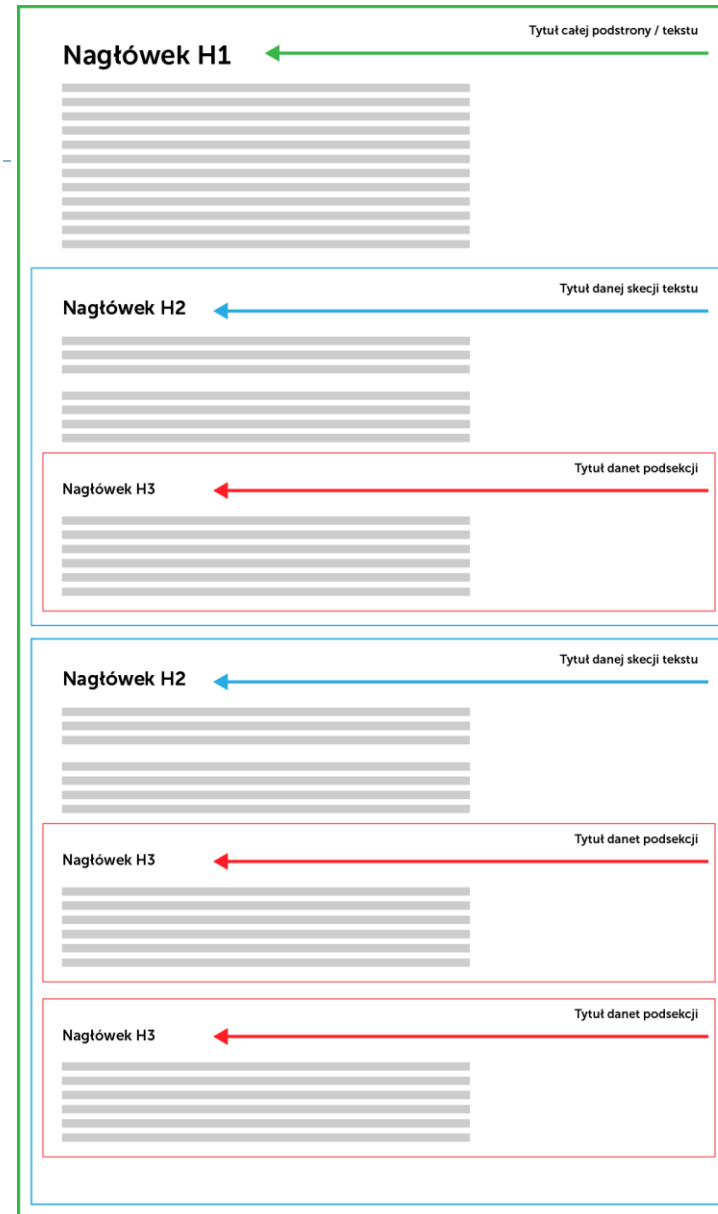 Tytuł całej podstrony / tekstu
Nagłówek H1
Tytuł danej skecji tekstu
Nagłówek H2
Tytuł danet podsekcji
Nagłówek H3
Tytuł danej skecji tekstu
Nagłówek H2
Tytuł danet podsekcji
Nagłówek H3
Tytuł danet podsekcji
Nagłówek H3